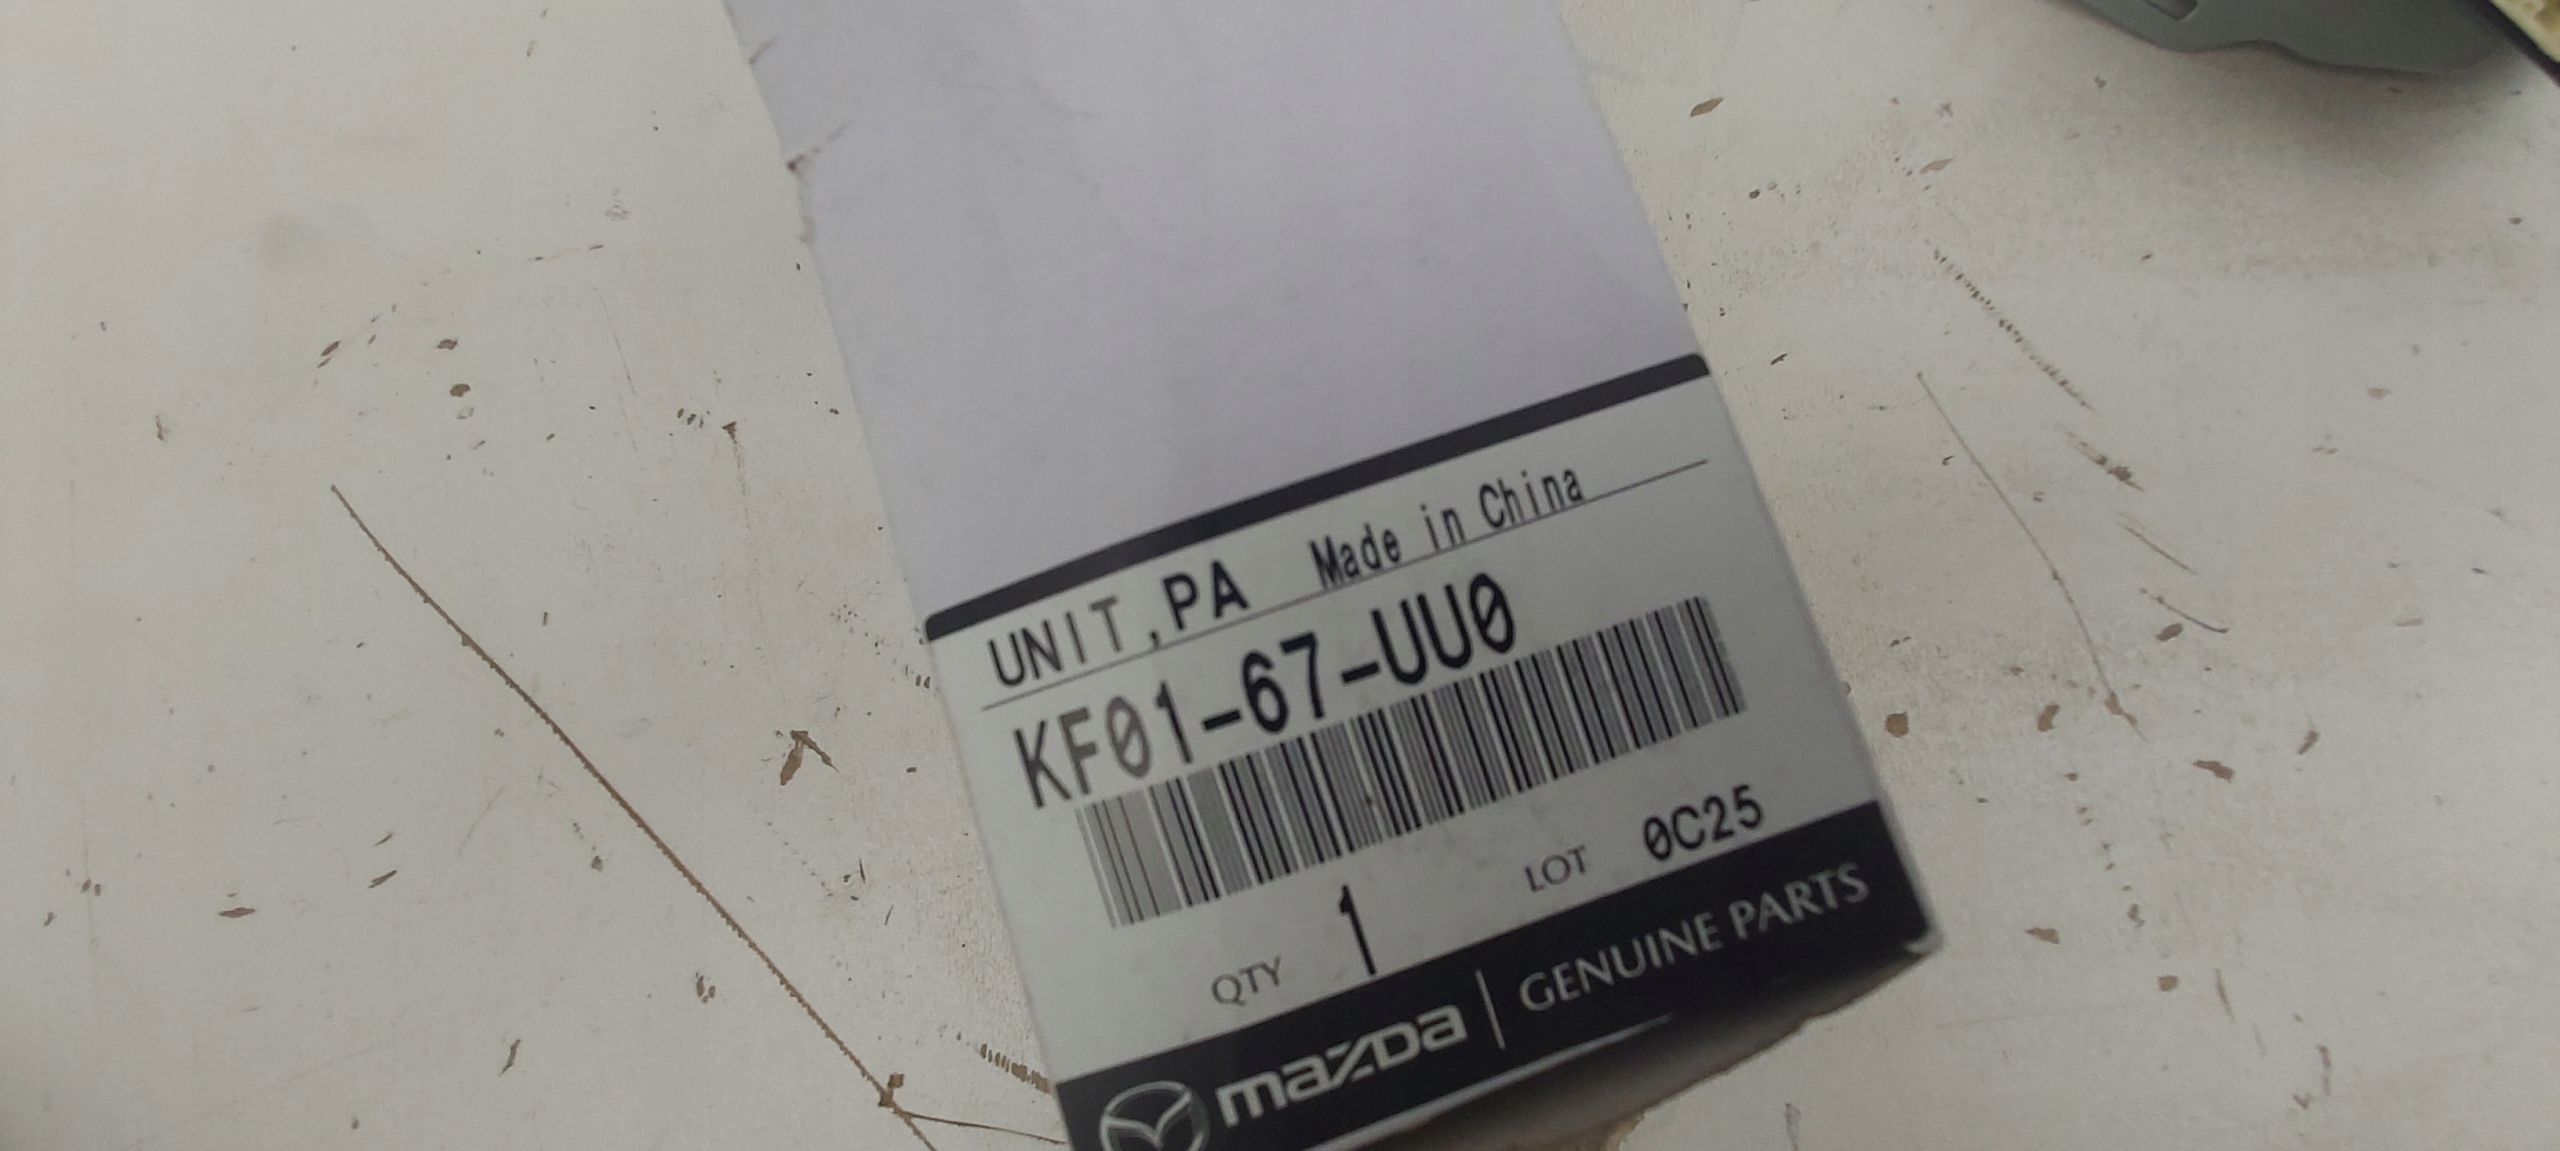 UNIT,PA Made in China
KF01-67-UU0
QTY 1 LOT 0C25
mazda | GENUINE PARTS